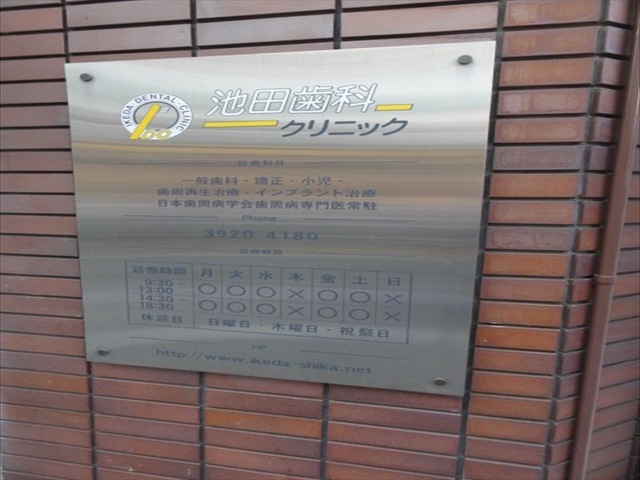 IKEDA DENTAL CLINIC
IDC
池田歯科
クリニック
診療科目
一般歯科・矯正・小児・
歯周再生治療・インプラント治療
日本歯周病学会歯周病専門医常駐
Phone
3920 4180
診療時間
診療時間 月 火 水 木 金 土 日
9:30 - 13:00 ○ ○ ○ × ○ ○ ×
14:30 - 18:30 ○ ○ ○ × ○ ○ ×
休診日 日曜日・木曜日・祝祭日
HP
http://www.ikeda-shika.net